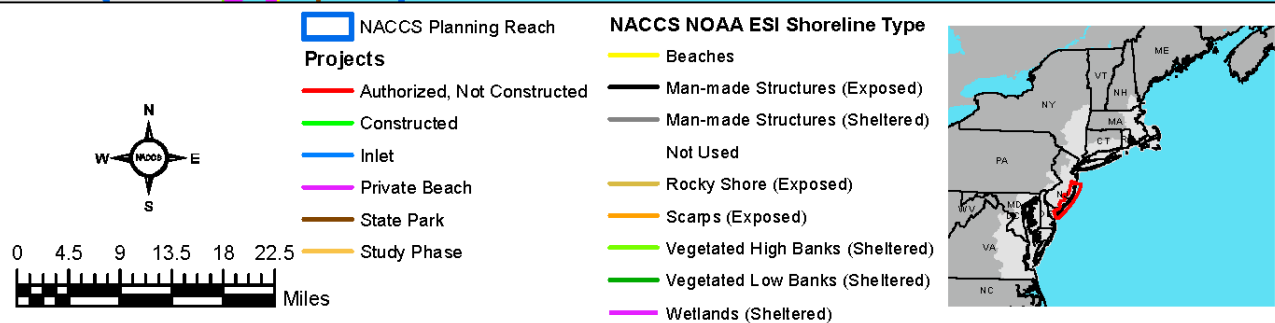 NACCS Planning Reach
Projects
Authorized, Not Constructed
Constructed
Inlet
Private Beach
State Park
Study Phase
NACCS NOAA ESI Shoreline Type
Beaches
Man-made Structures (Exposed)
Man-made Structures (Sheltered)
Not Used
Rocky Shore (Exposed)
Scarps (Exposed)
Vegetated High Banks (Sheltered)
Vegetated Low Banks (Sheltered)
Wetlands (Sheltered)
N
W NACCS E
S
0 4.5 9 13.5 18 22.5
Miles
ME
VT
NH
NY
MA
CT
PA
MD
WV
VA
NC